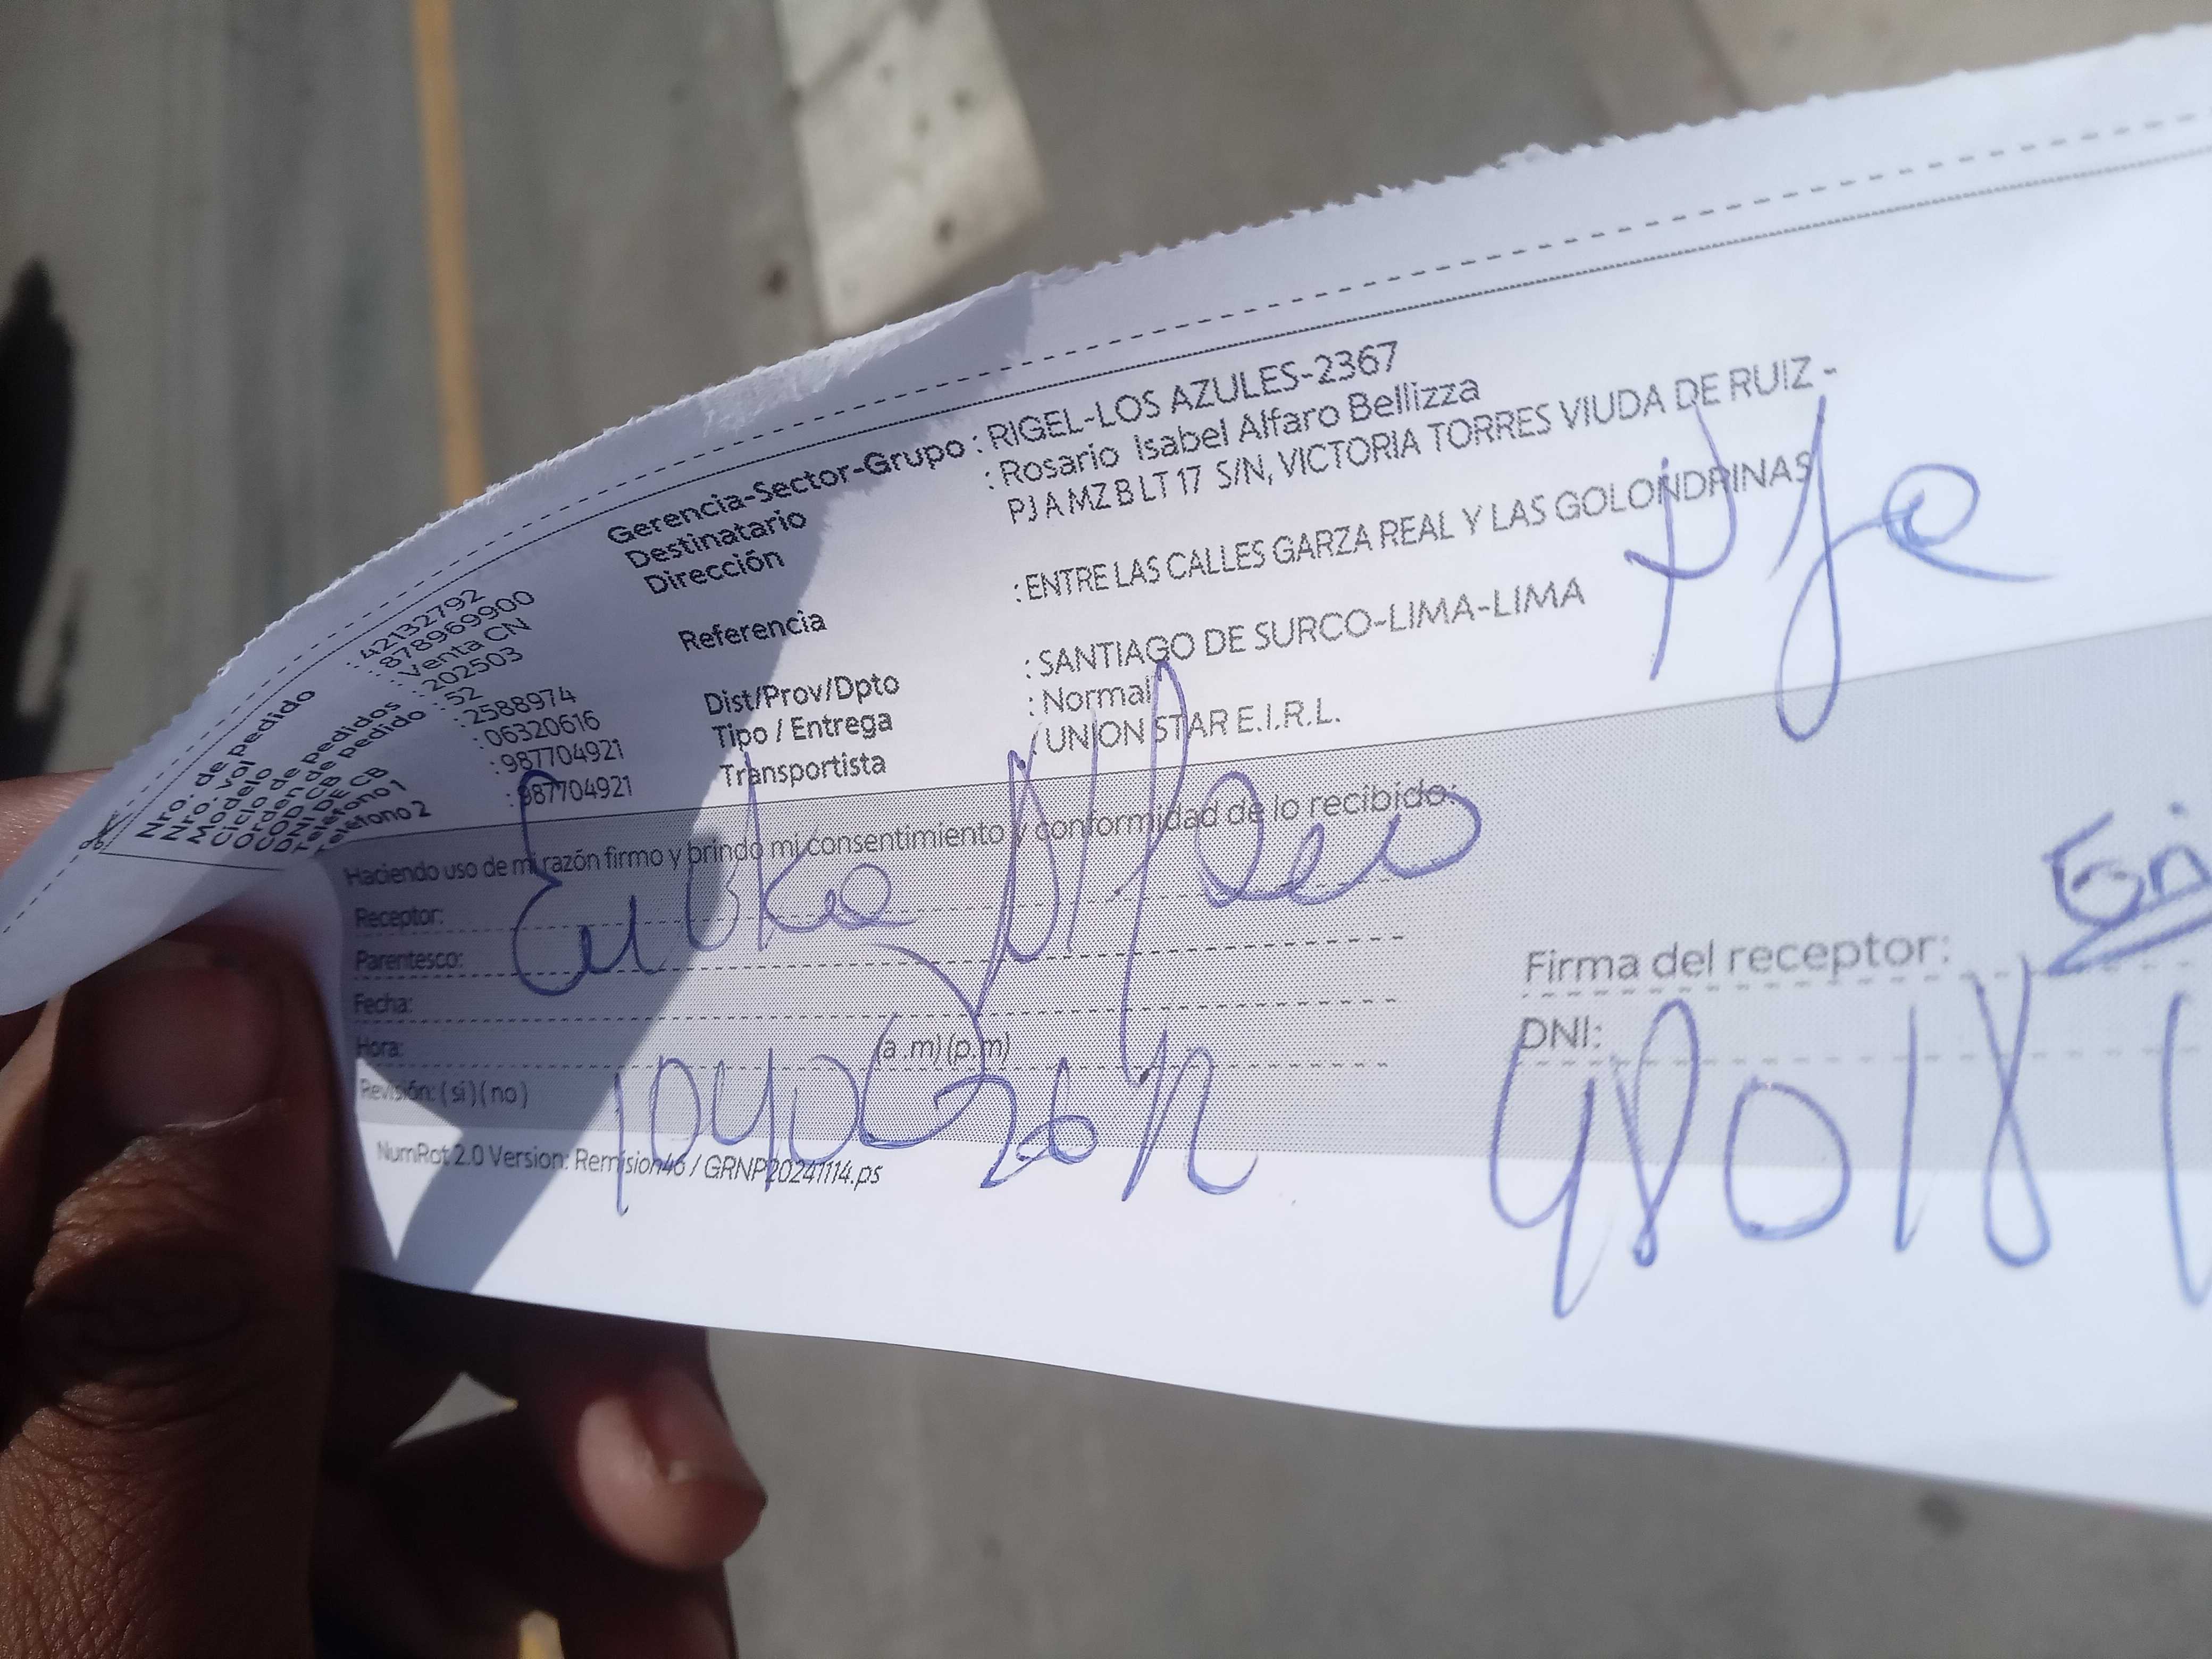 Nro. de pedido : 42132792
Nro. vol : 878969900
Modelo : Venta CN
Ciclo de pedidos : 202503
Orden de pedido : 52
COD CB : 2588974
DNI DE CB : 06320616
Teléfono 1 : 987704921
Teléfono 2 : 987704921
Gerencia-Sector-Grupo : RIGEL-LOS AZULES-2367
Destinatario : Rosario Isabel Alfaro Bellizza
Dirección PJ A MZ B LT 17 S/N, VICTORIA TORRES VIUDA DE RUIZ -
Referencia : ENTRE LAS CALLES GARZA REAL Y LAS GOLONDRINAS
Dist/Prov/Dpto : SANTIAGO DE SURCO-LIMA-LIMA
Tipo / Entrega : Normal
Transportista : UNION STAR E.I.R.L.
Haciendo uso de mi razón firmo y brindo mi consentimiento y conformidad de lo recibido:
Receptor:
Parentesco:
Fecha:
Hora: (a .m) (p.m)
Revisión: ( si ) ( no )
Firma del receptor:
DNI: 48018
NumRot 2.0 Version: Remision46 / GRNP20241114.ps